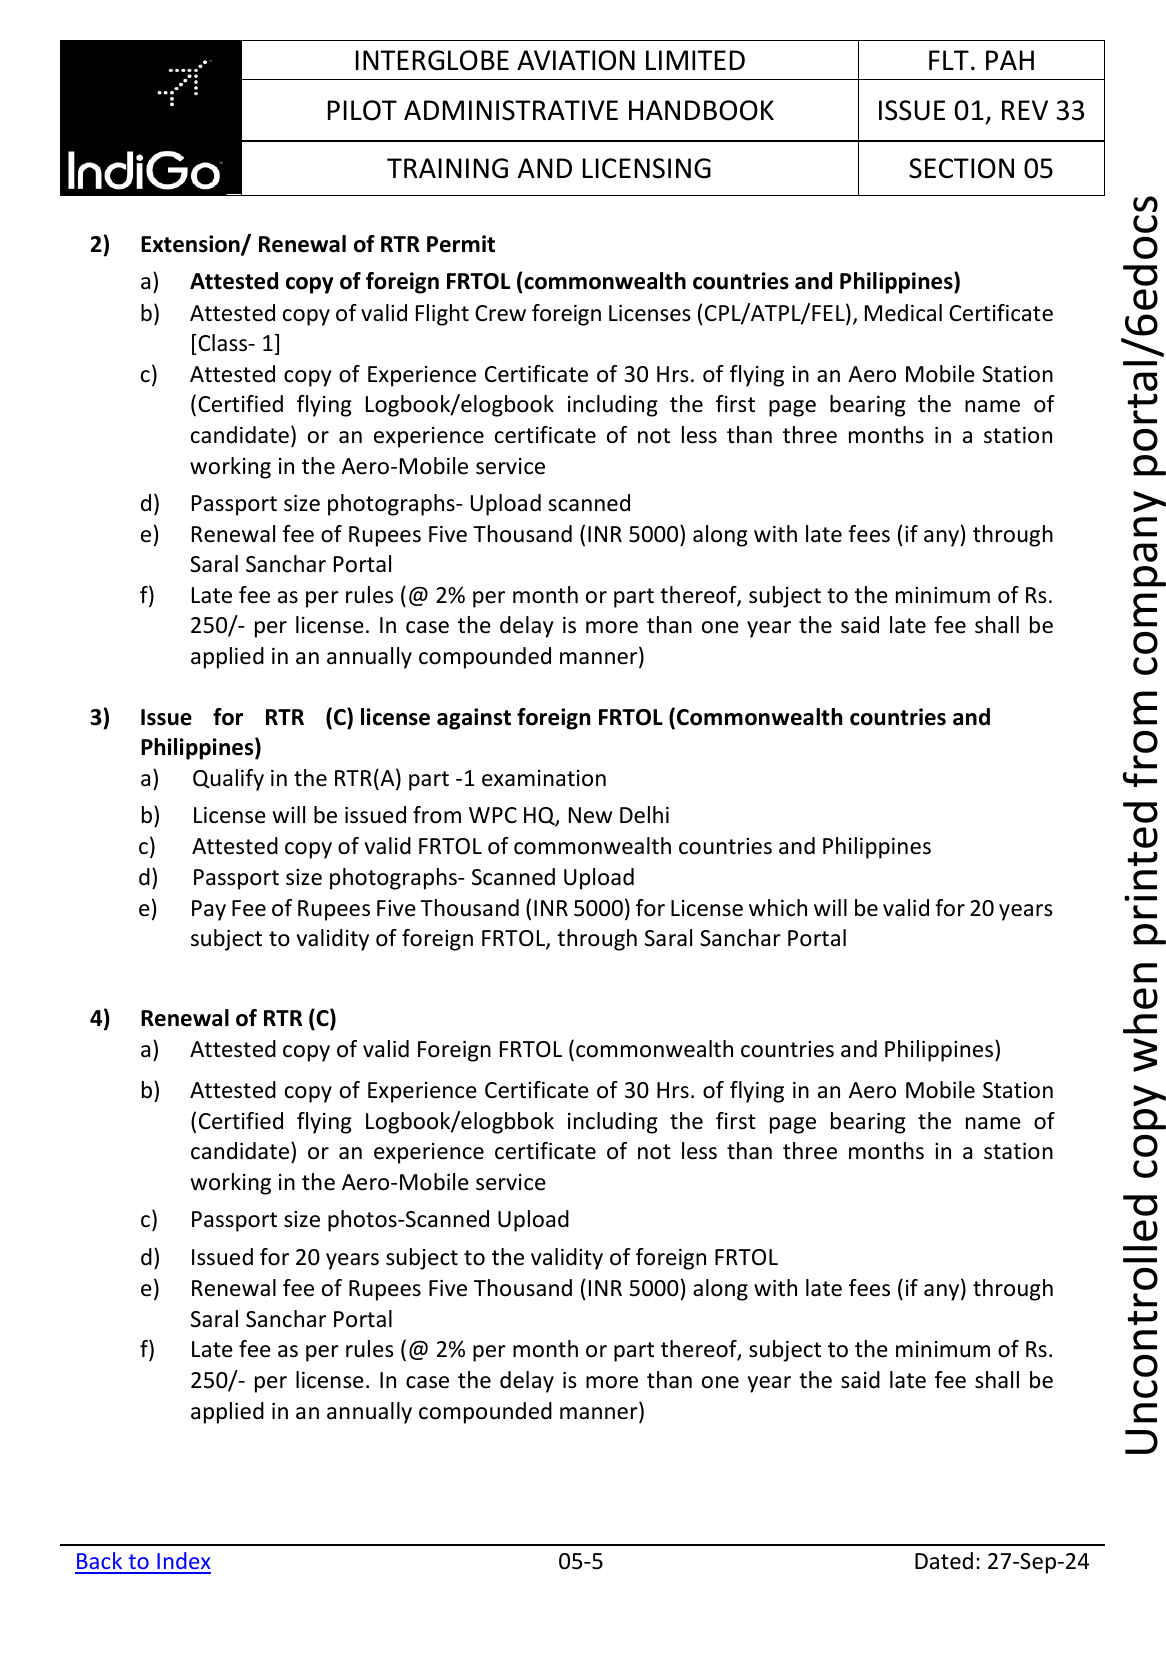 IndiGo
INTERGLOBE AVIATION LIMITED
FLT. PAH
PILOT ADMINISTRATIVE HANDBOOK
ISSUE 01, REV 33
TRAINING AND LICENSING
SECTION 05
2) Extension/ Renewal of RTR Permit
a) Attested copy of foreign FRTOL (commonwealth countries and Philippines)
b) Attested copy of valid Flight Crew foreign Licenses (CPL/ATPL/FEL), Medical Certificate
[Class- 1]
c) Attested copy of Experience Certificate of 30 Hrs. of flying in an Aero Mobile Station
(Certified flying Logbook/elogbook including the first page bearing the name of
candidate) or an experience certificate of not less than three months in a station
working in the Aero-Mobile service
d) Passport size photographs- Upload scanned
e) Renewal fee of Rupees Five Thousand (INR 5000) along with late fees (if any) through
Saral Sanchar Portal
f) Late fee as per rules (@ 2% per month or part thereof, subject to the minimum of Rs.
250/- per license. In case the delay is more than one year the said late fee shall be
applied in an annually compounded manner)
3) Issue for RTR (C) license against foreign FRTOL (Commonwealth countries and
Philippines)
a) Qualify in the RTR(A) part -1 examination
b) License will be issued from WPC HQ, New Delhi
c) Attested copy of valid FRTOL of commonwealth countries and Philippines
d) Passport size photographs- Scanned Upload
e) Pay Fee of Rupees Five Thousand (INR 5000) for License which will be valid for 20 years
subject to validity of foreign FRTOL, through Saral Sanchar Portal
4) Renewal of RTR (C)
a) Attested copy of valid Foreign FRTOL (commonwealth countries and Philippines)
b) Attested copy of Experience Certificate of 30 Hrs. of flying in an Aero Mobile Station
(Certified flying Logbook/elogbbok including the first page bearing the name of
candidate) or an experience certificate of not less than three months in a station
working in the Aero-Mobile service
c) Passport size photos-Scanned Upload
d) Issued for 20 years subject to the validity of foreign FRTOL
e) Renewal fee of Rupees Five Thousand (INR 5000) along with late fees (if any) through
Saral Sanchar Portal
f) Late fee as per rules (@ 2% per month or part thereof, subject to the minimum of Rs.
250/- per license. In case the delay is more than one year the said late fee shall be
applied in an annually compounded manner)
Back to Index
05-5
Dated: 27-Sep-24
Uncontrolled copy when printed from company portal/6edocs